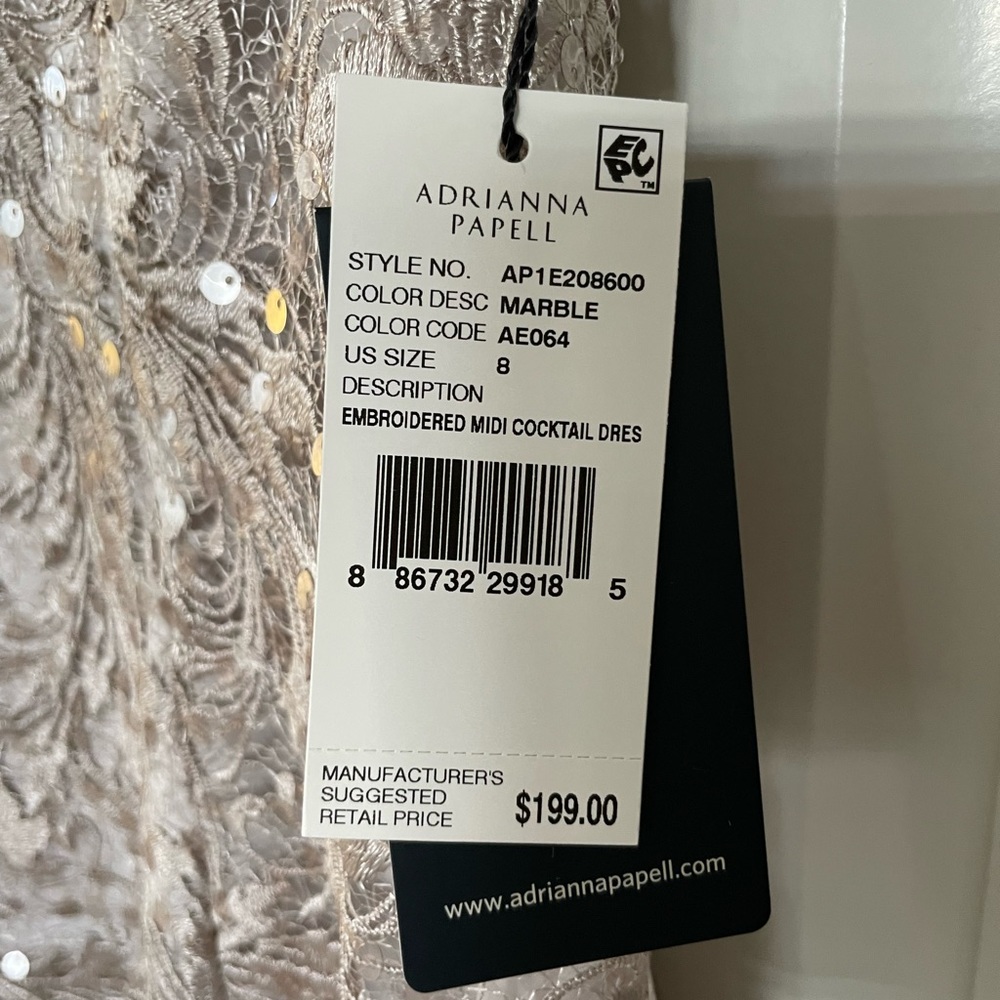 EPC TM
ADRIANNA
PAPELL
STYLE NO. AP1E208600
COLOR DESC MARBLE
COLOR CODE AE064
US SIZE 8
DESCRIPTION
EMBROIDERED MIDI COCKTAIL DRES
8 86732 29918 5
MANUFACTURER'S
SUGGESTED
RETAIL PRICE $199.00
www.adriannapapell.com